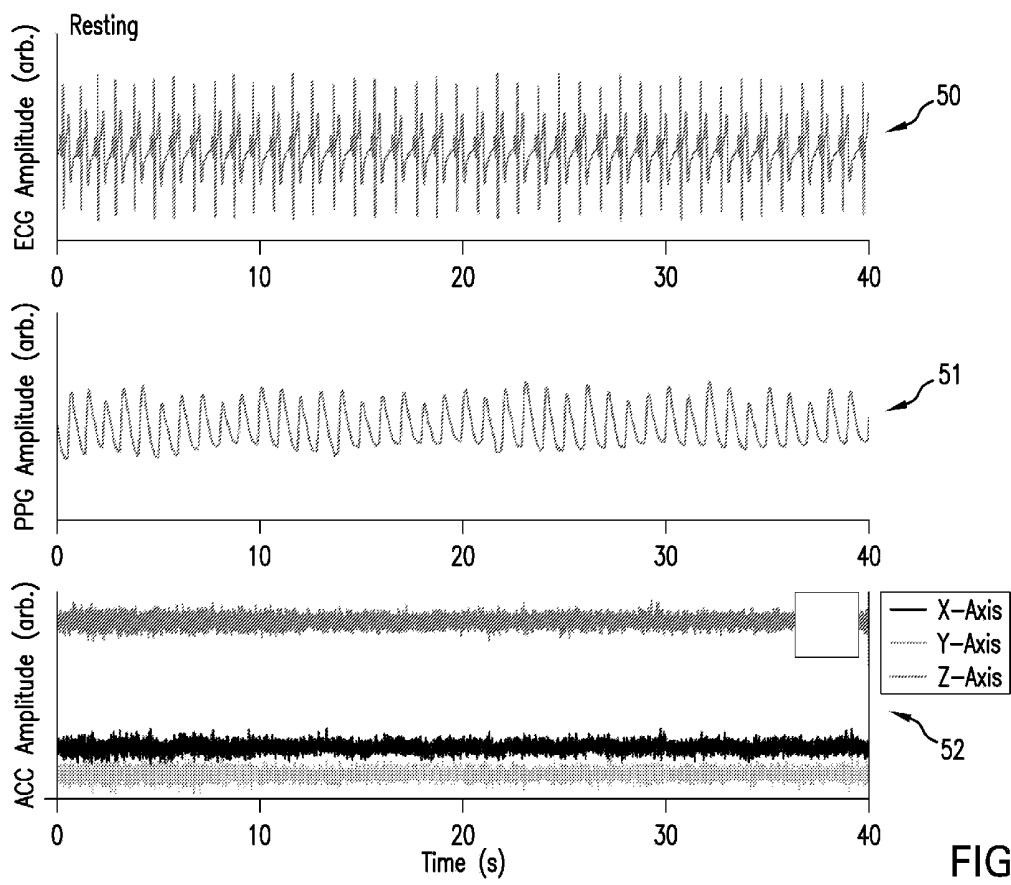 Resting
ECG Amplitude (arb.)
50
0 10 20 30 40
PPG Amplitude (arb.)
51
0 10 20 30 40
ACC Amplitude (arb.)
X-Axis
Y-Axis
Z-Axis
52
0 10 20 30 40
Time (s)
FIG